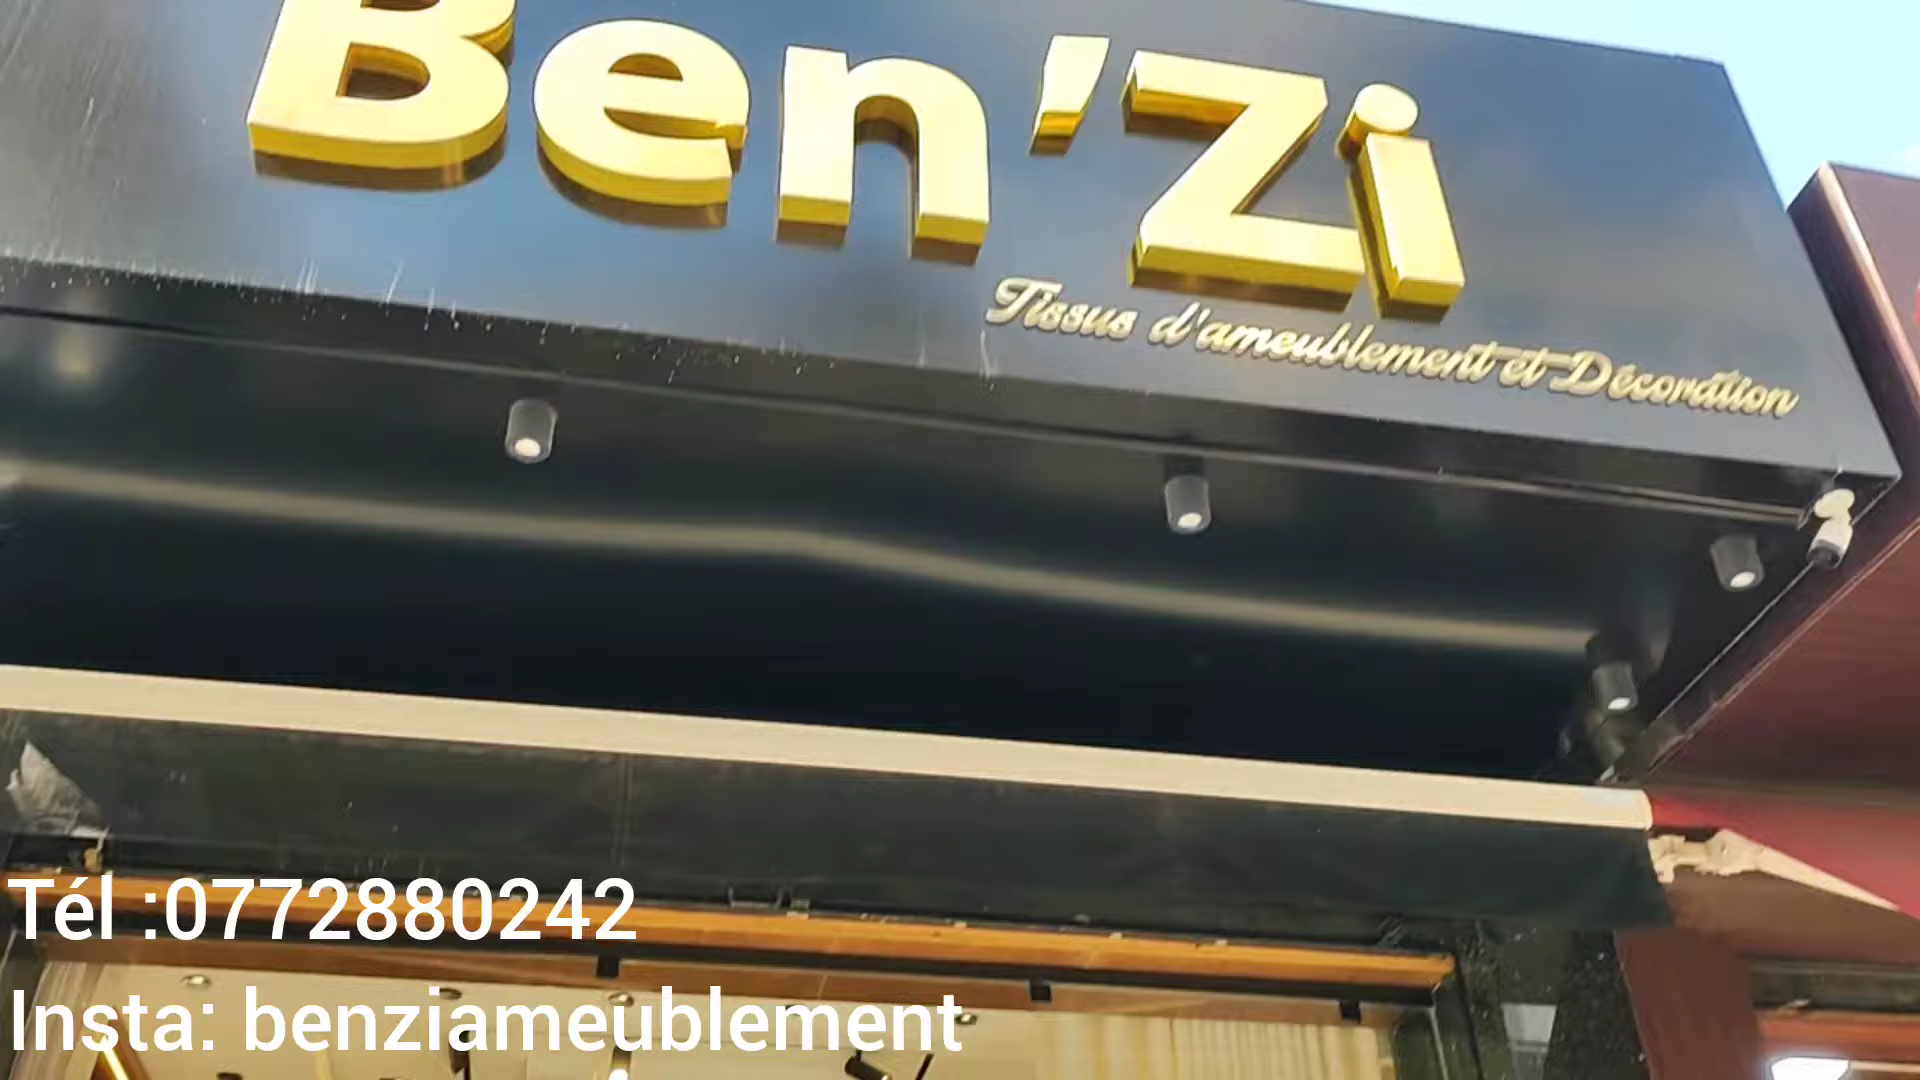 Ben'Zi
Tissus d'ameublement et Décoration
Tél :0772880242
Insta: benziameublement